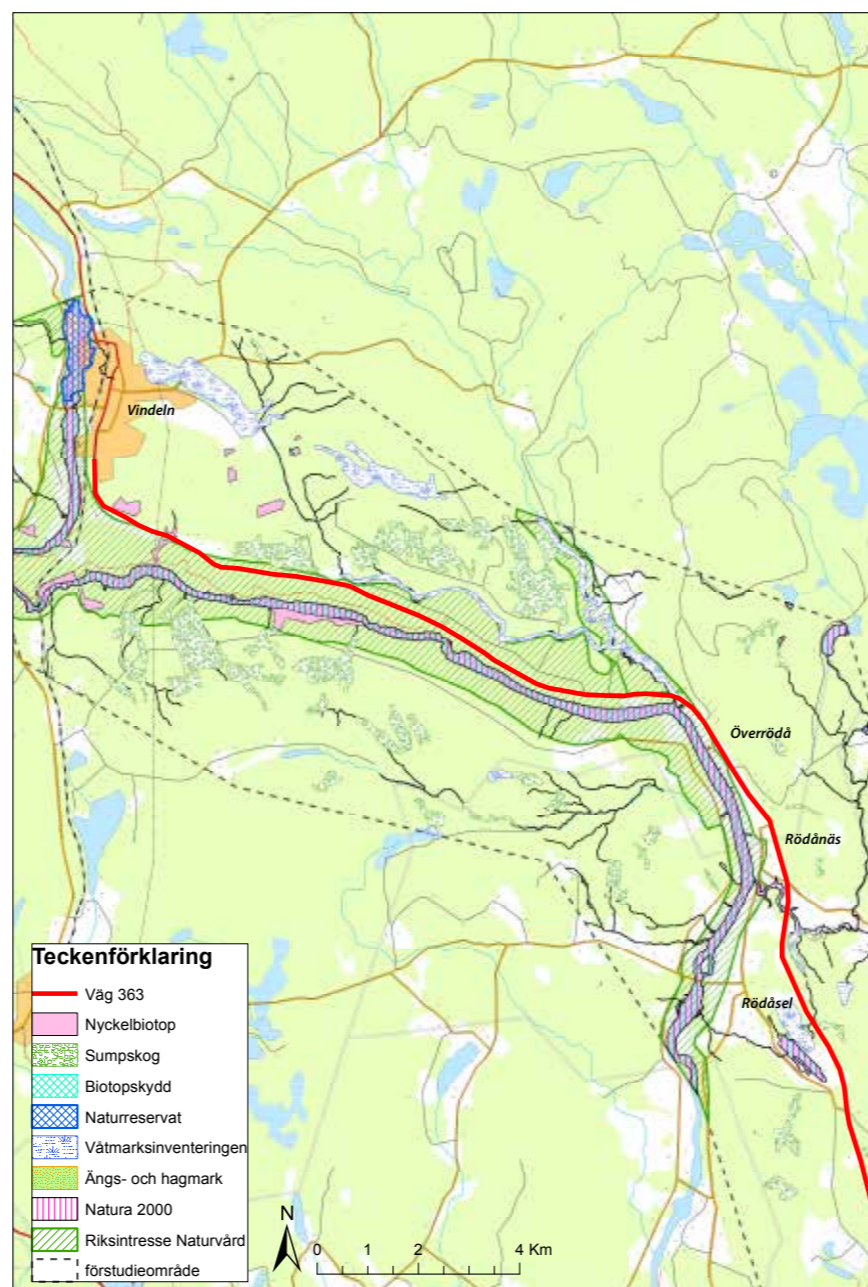 Vindeln
Överrödå
Rödånäs
Rödåsel
Teckenförklaring
Väg 363
Nyckelbiotop
Sumpskog
Biotopskydd
Naturreservat
Våtmarksinventeringen
Ängs- och hagmark
Natura 2000
Riksintresse Naturvård
förstudieområde
N
0 1 2 4 Km